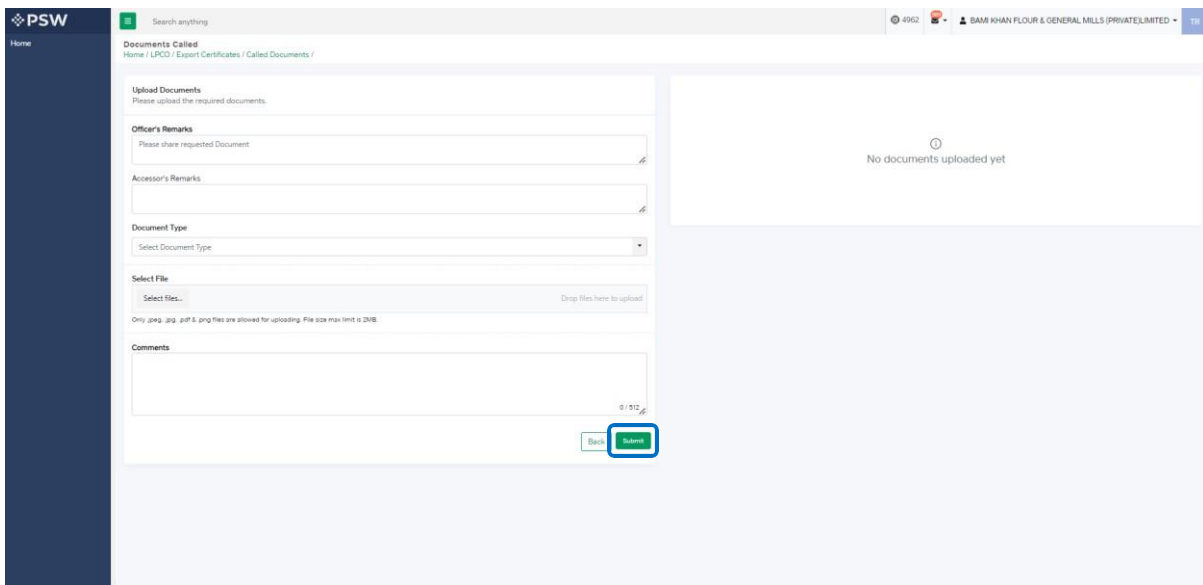 PSW
Search anything
4962
BAMI KHAN FLOUR & GENERAL MILLS (PRIVATE)LIMITED
Home
Documents Called
Home / LPCO / Export Certificates / Called Documents /
Upload Documents
Please upload the required documents.
Officer's Remarks
Please share requested Document
Accessor's Remarks
Document Type
Select Document Type
Select File
Select files...
Drop files here to upload
Only .jpeg, .jpg, .pdf & .png files are allowed for uploading. File size max limit is 2MB.
Comments
0 / 512
Back
Submit
No documents uploaded yet